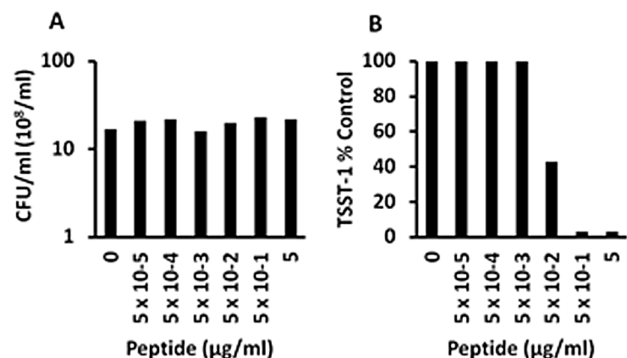 A
CFU/ml (10⁸/ml)
100
10
1
0
5 x 10-5
5 x 10-4
5 x 10-3
5 x 10-2
5 x 10-1
5
Peptide (µg/ml)
B
TSST-1 % Control
100
80
60
40
20
0
0
5 x 10-5
5 x 10-4
5 x 10-3
5 x 10-2
5 x 10-1
5
Peptide (µg/ml)